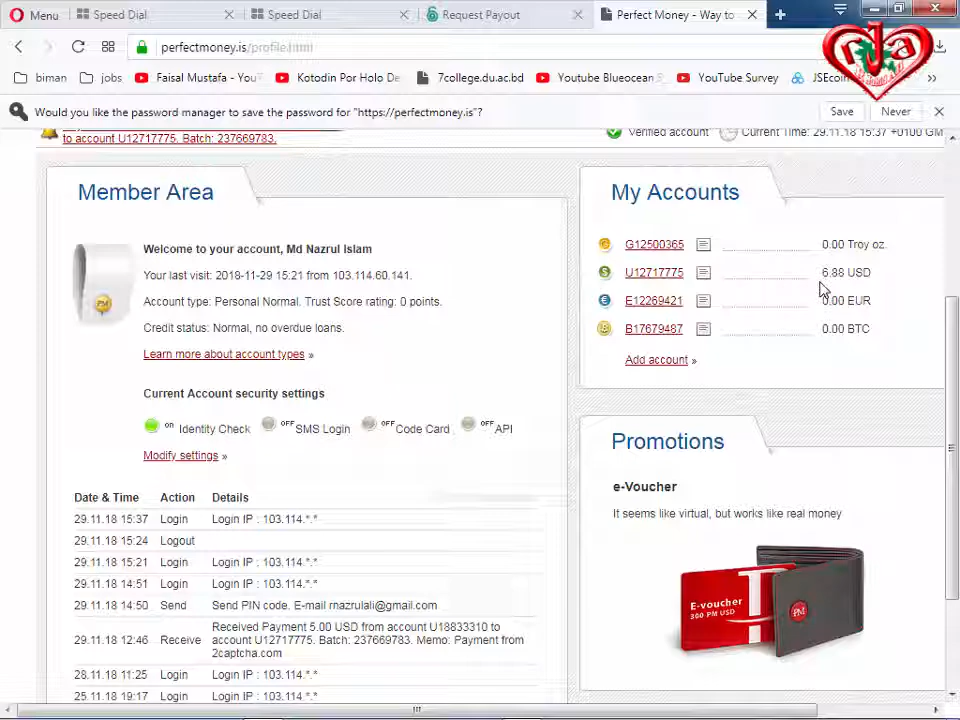 Menu
Speed Dial
Speed Dial
Request Payout
Perfect Money - Way to
perfectmoney.is/profile.html
biman
jobs
Faisal Mustafa - You
Kotodin Por Holo De
7college.du.ac.bd
Youtube Blueocean S
YouTube Survey
JSEcoin
»
Would you like the password manager to save the password for "https://perfectmoney.is"?
Save
Never
to account U12717775. Batch: 237669783.
Verified account
Current Time: 29.11.18 15:37 +0100 GM
Member Area
Welcome to your account, Md Nazrul Islam
Your last visit: 2018-11-29 15:21 from 103.114.60.141.
Account type: Personal Normal. Trust Score rating: 0 points.
Credit status: Normal, no overdue loans.
Learn more about account types »
Current Account security settings
on Identity Check OFF SMS Login OFF Code Card OFF API
Modify settings »
Date & Time Action Details
29.11.18 15:37 Login Login IP : 103.114.*.*
29.11.18 15:24 Logout
29.11.18 15:21 Login Login IP : 103.114.*.*
29.11.18 14:51 Login Login IP : 103.114.*.*
29.11.18 14:50 Send Send PIN code. E-mail rnazrulali@gmail.com
Received Payment 5.00 USD from account U18833310 to
29.11.18 12:46 Receive account U12717775. Batch: 237669783. Memo: Payment from
2captcha.com
28.11.18 11:25 Login Login IP : 103.114.*.*
25.11.18 19:17 Login Login IP : 103.114.*.*
My Accounts
G12500365 0.00 Troy oz.
U12717775 6.88 USD
E12269421 0.00 EUR
B17679487 0.00 BTC
Add account »
Promotions
e-Voucher
It seems like virtual, but works like real money
E-voucher
300 PM USD
PM